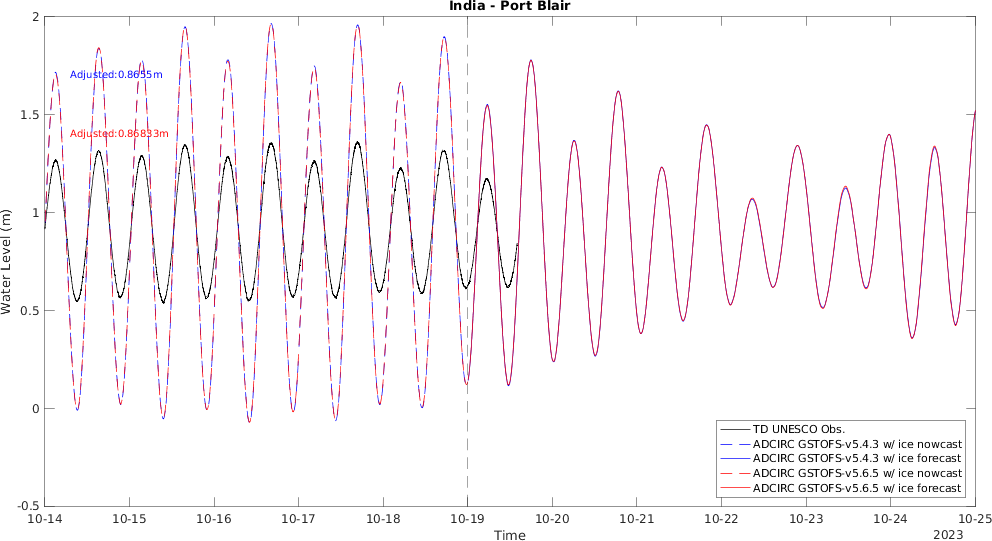 India - Port Blair
2
1.5
1
0.5
0
-0.5
Water Level (m)
Adjusted:0.8655m
Adjusted:0.86833m
TD UNESCO Obs.
ADCIRC GSTOFS-v5.4.3 w/ ice nowcast
ADCIRC GSTOFS-v5.4.3 w/ ice forecast
ADCIRC GSTOFS-v5.6.5 w/ ice nowcast
ADCIRC GSTOFS-v5.6.5 w/ ice forecast
10-14 10-15 10-16 10-17 10-18 10-19 10-20 10-21 10-22 10-23 10-24 10-25
Time
2023